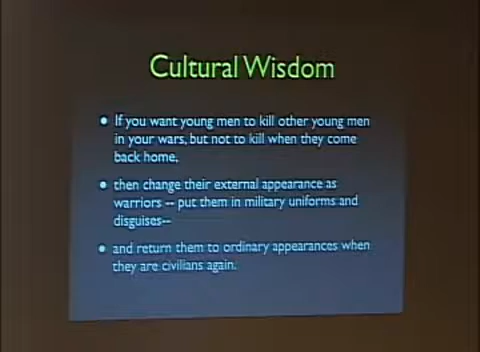 Cultural Wisdom
• If you want young men to kill other young men
in your wars, but not to kill when they come
back home,
• then change their external appearance as
warriors -- put them in military uniforms and
disguises--
• and return them to ordinary appearances when
they are civilians again.